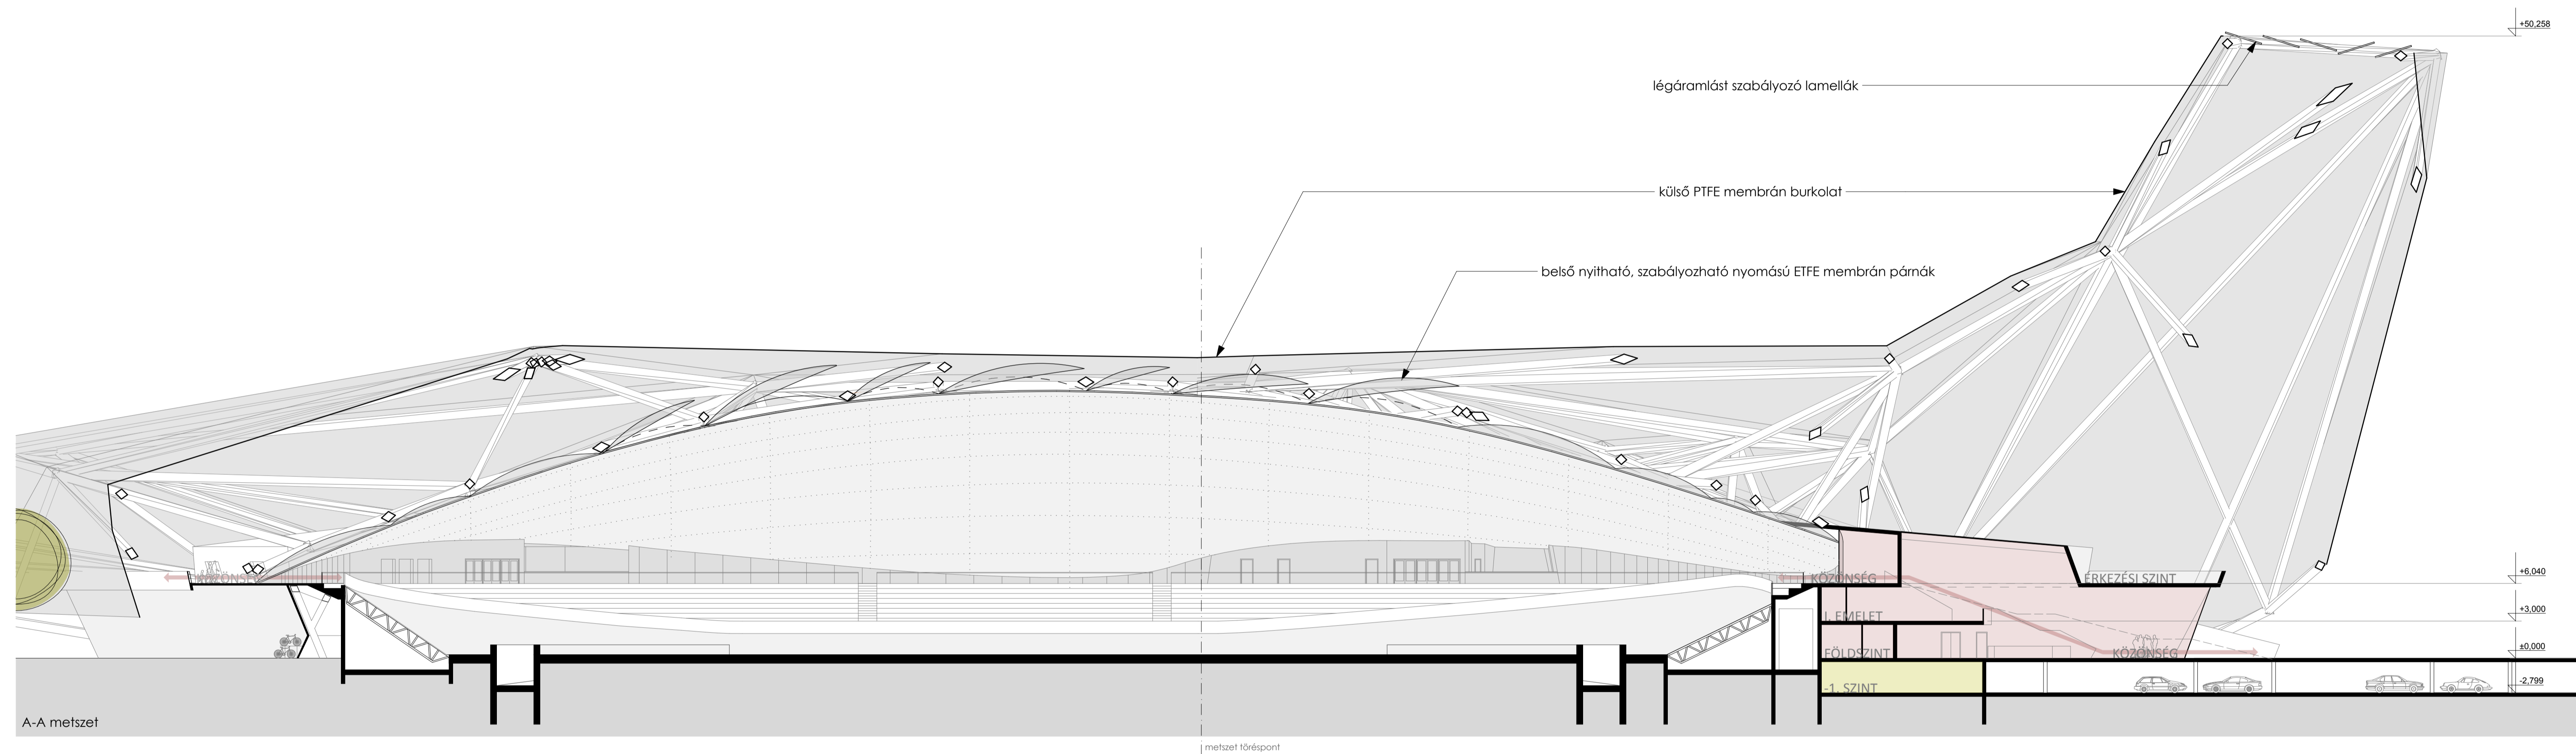 +50,258
légáramlást szabályozó lamellák
külső PTFE membrán burkolat
belső nyitható, szabályozható nyomású ETFE membrán párnák
KÖZÖNSÉG
KÖZÖNSÉG
ÉRKEZÉSI SZINT
+6,040
I. EMELET
+3,000
FÖLDSZINT
KÖZÖNSÉG
±0,000
-1. SZINT
-2,799
A-A metszet
metszet töréspont